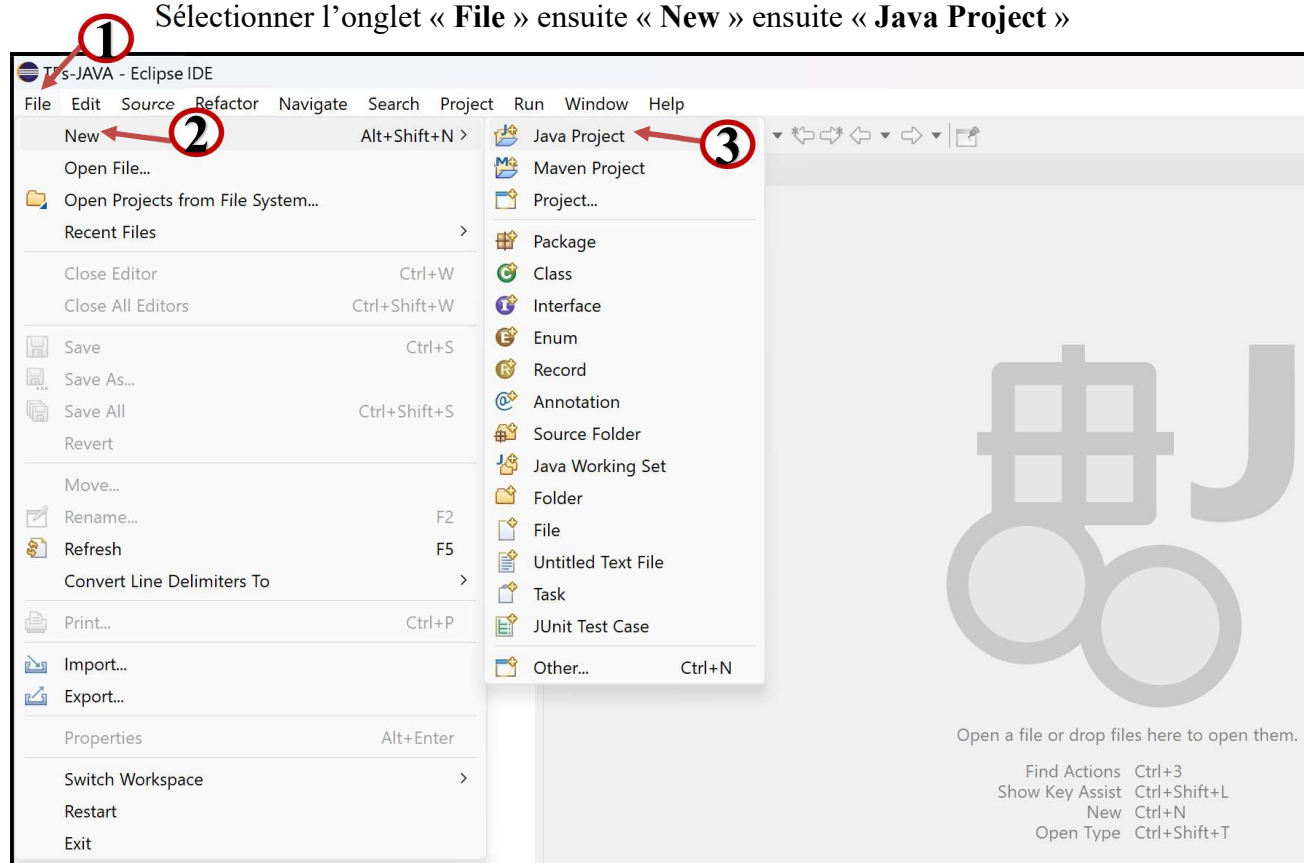 Sélectionner l’onglet « File » ensuite « New » ensuite « Java Project »
1
TPs-JAVA - Eclipse IDE
File Edit Source Refactor Navigate Search Project Run Window Help
New Alt+Shift+N >
2
Open File...
Open Projects from File System...
Recent Files >
Close Editor Ctrl+W
Close All Editors Ctrl+Shift+W
Save Ctrl+S
Save As...
Save All Ctrl+Shift+S
Revert
Move...
Rename... F2
Refresh F5
Convert Line Delimiters To >
Print... Ctrl+P
Import...
Export...
Properties Alt+Enter
Switch Workspace >
Restart
Exit
Java Project
3
Maven Project
Project...
Package
Class
Interface
Enum
Record
Annotation
Source Folder
Java Working Set
Folder
File
Untitled Text File
Task
JUnit Test Case
Other... Ctrl+N
J
Open a file or drop files here to open them.
Find Actions Ctrl+3
Show Key Assist Ctrl+Shift+L
New Ctrl+N
Open Type Ctrl+Shift+T